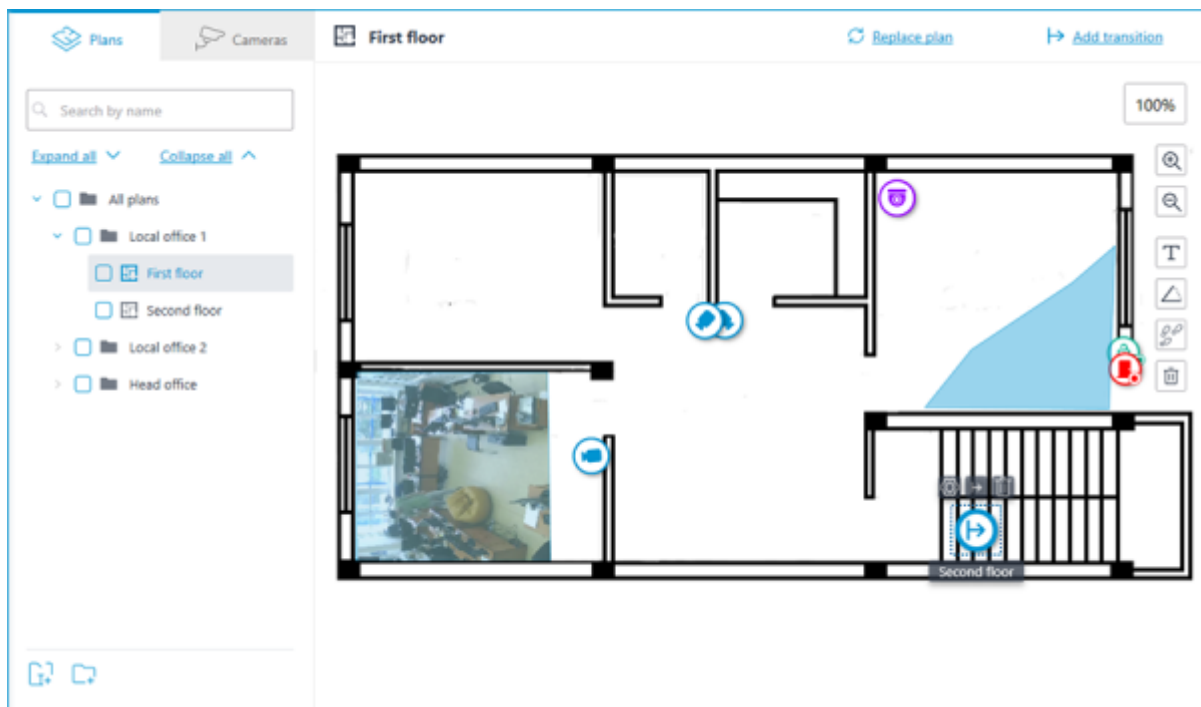 Plans
Cameras
First floor
Replace plan
Add transition
Search by name
100%
Expand all
Collapse all
All plans
Local office 1
First floor
Second floor
Local office 2
Head office
T
Second floor